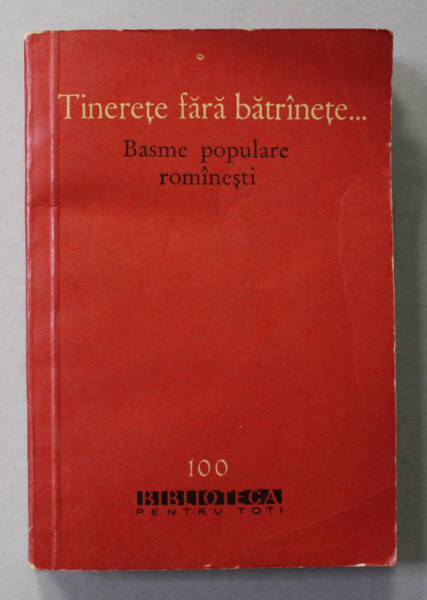 Tinerețe fără bătrînețe...
Basme populare
romînești
100
BIBLIOTECA
PENTRU TOȚI